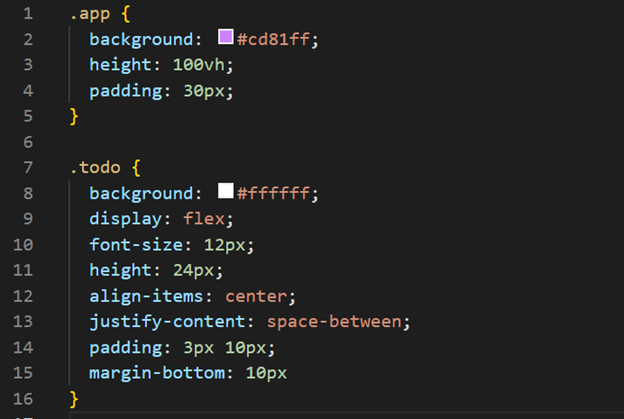 1 .app {
2 background: #cd81ff;
3 height: 100vh;
4 padding: 30px;
5 }
6
7 .todo {
8 background: #ffffff;
9 display: flex;
10 font-size: 12px;
11 height: 24px;
12 align-items: center;
13 justify-content: space-between;
14 padding: 3px 10px;
15 margin-bottom: 10px
16 }